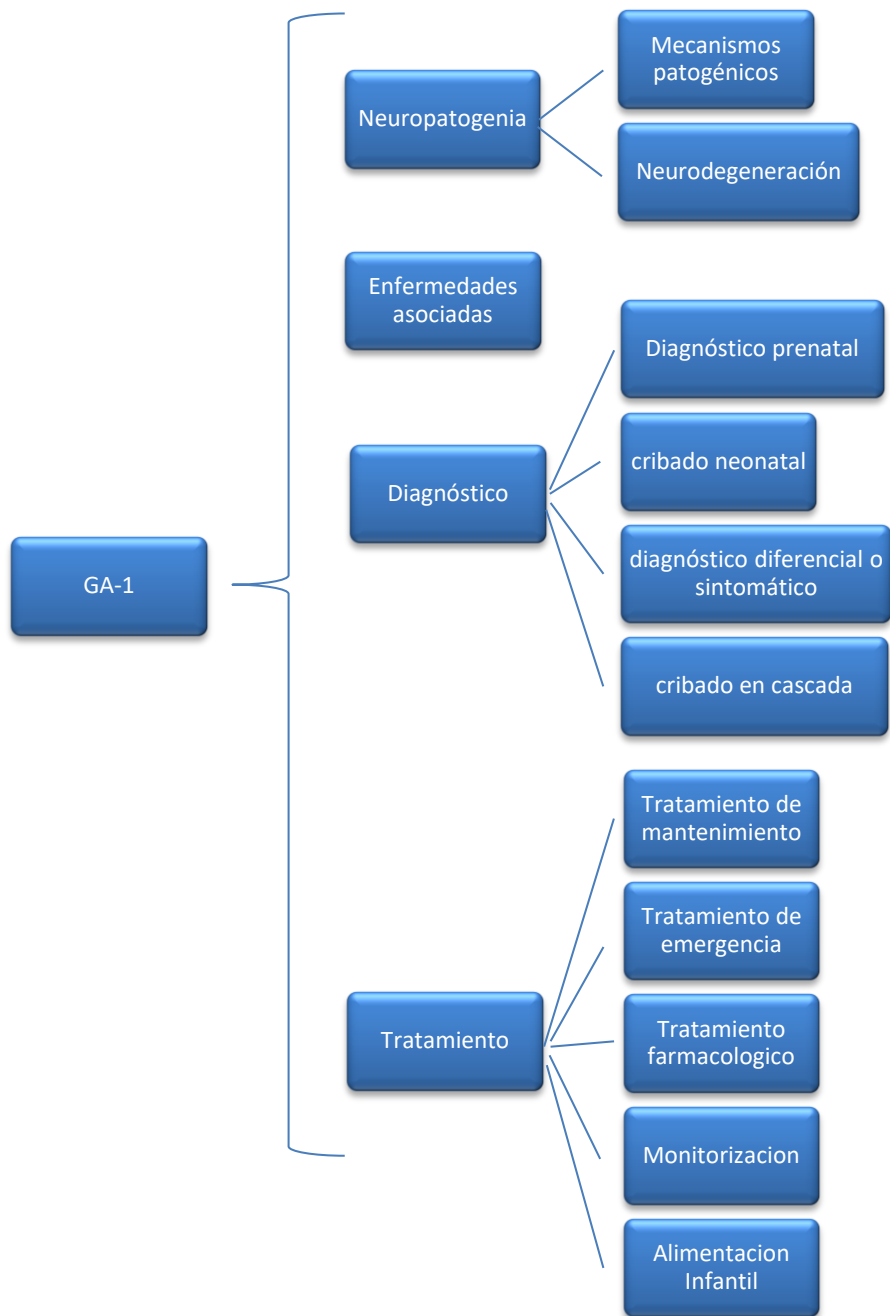 GA-1
Neuropatogenia
Mecanismos
patogénicos
Neurodegeneración
Enfermedades
asociadas
Diagnóstico
Diagnóstico prenatal
cribado neonatal
diagnóstico diferencial o
sintomático
cribado en cascada
Tratamiento
Tratamiento de
mantenimiento
Tratamiento de
emergencia
Tratamiento
farmacologico
Monitorizacion
Alimentacion
Infantil